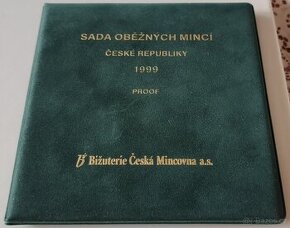 SADA OBĚŽNÝCH MINCÍ
ČESKÉ REPUBLIKY
1999
PROOF
Bižuterie Česká Mincovna a.s.